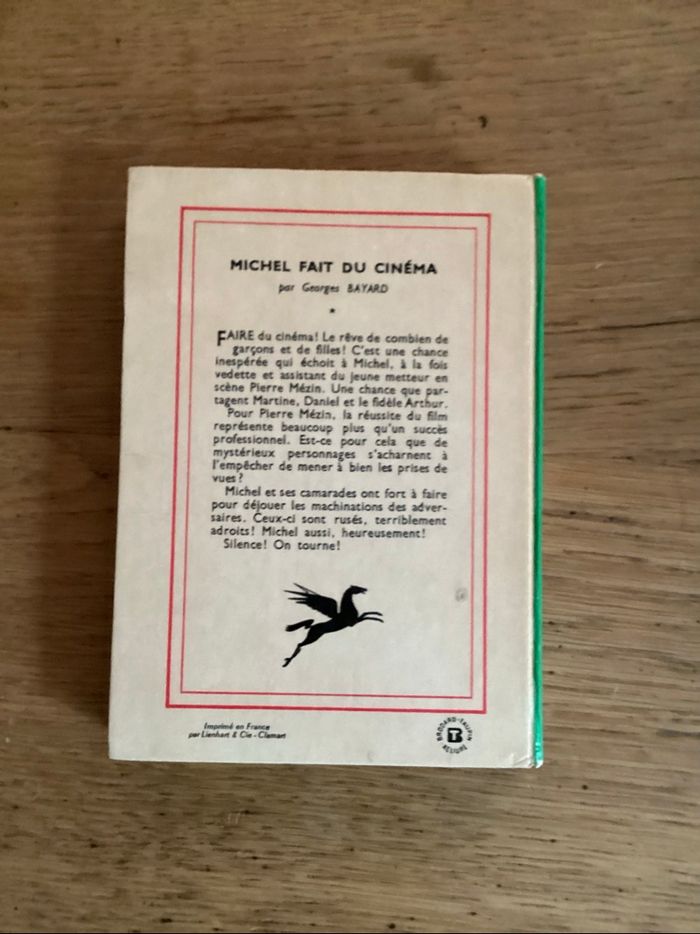 MICHEL FAIT DU CINÉMA
par Georges BAYARD
FAIRE du cinéma! Le rêve de combien de
garçons et de filles! C'est une chance
inespérée qui échoit à Michel, à la fois
vedette et assistant du jeune metteur en
scène Pierre Mézin. Une chance que par-
tagent Martine, Daniel et le fidèle Arthur.
Pour Pierre Mézin, la réussite du film
représente beaucoup plus qu'un succès
professionnel. Est-ce pour cela que de
mystérieux personnages s'acharnent à
l'empêcher de mener à bien les prises de
vues?
Michel et ses camarades ont fort à faire
pour déjouer les machinations des adver-
saires. Ceux-ci sont rusés, terriblement
adroits! Michel aussi, heureusement!
Silence! On tourne!
Imprimé en France
par Lienhart & Cie - Clamart
BRODARD-TAUPIN
RELIURE